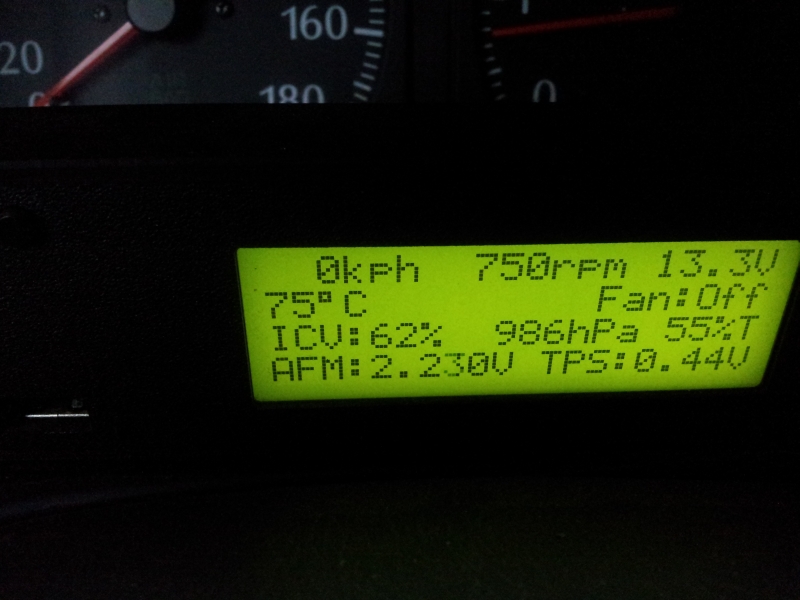 160
20
180
0
0kph 750rpm 13.3V
75°C Fan:Off
ICV:62% 986hPa 55%T
AFM:2.230V TPS:0.44V